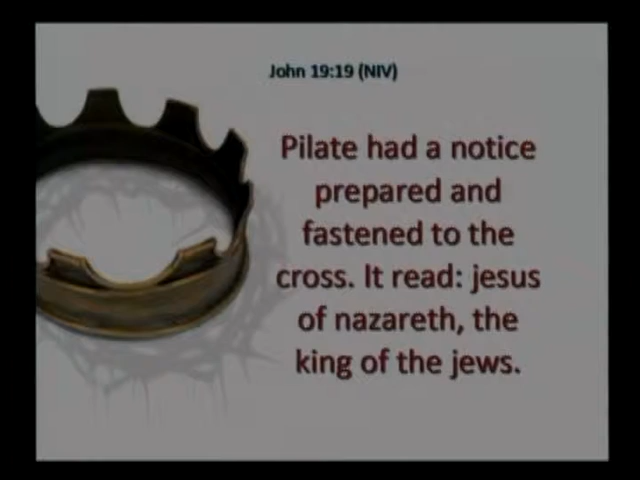 John 19:19 (NIV)
Pilate had a notice
prepared and
fastened to the
cross. It read: jesus
of nazareth, the
king of the jews.